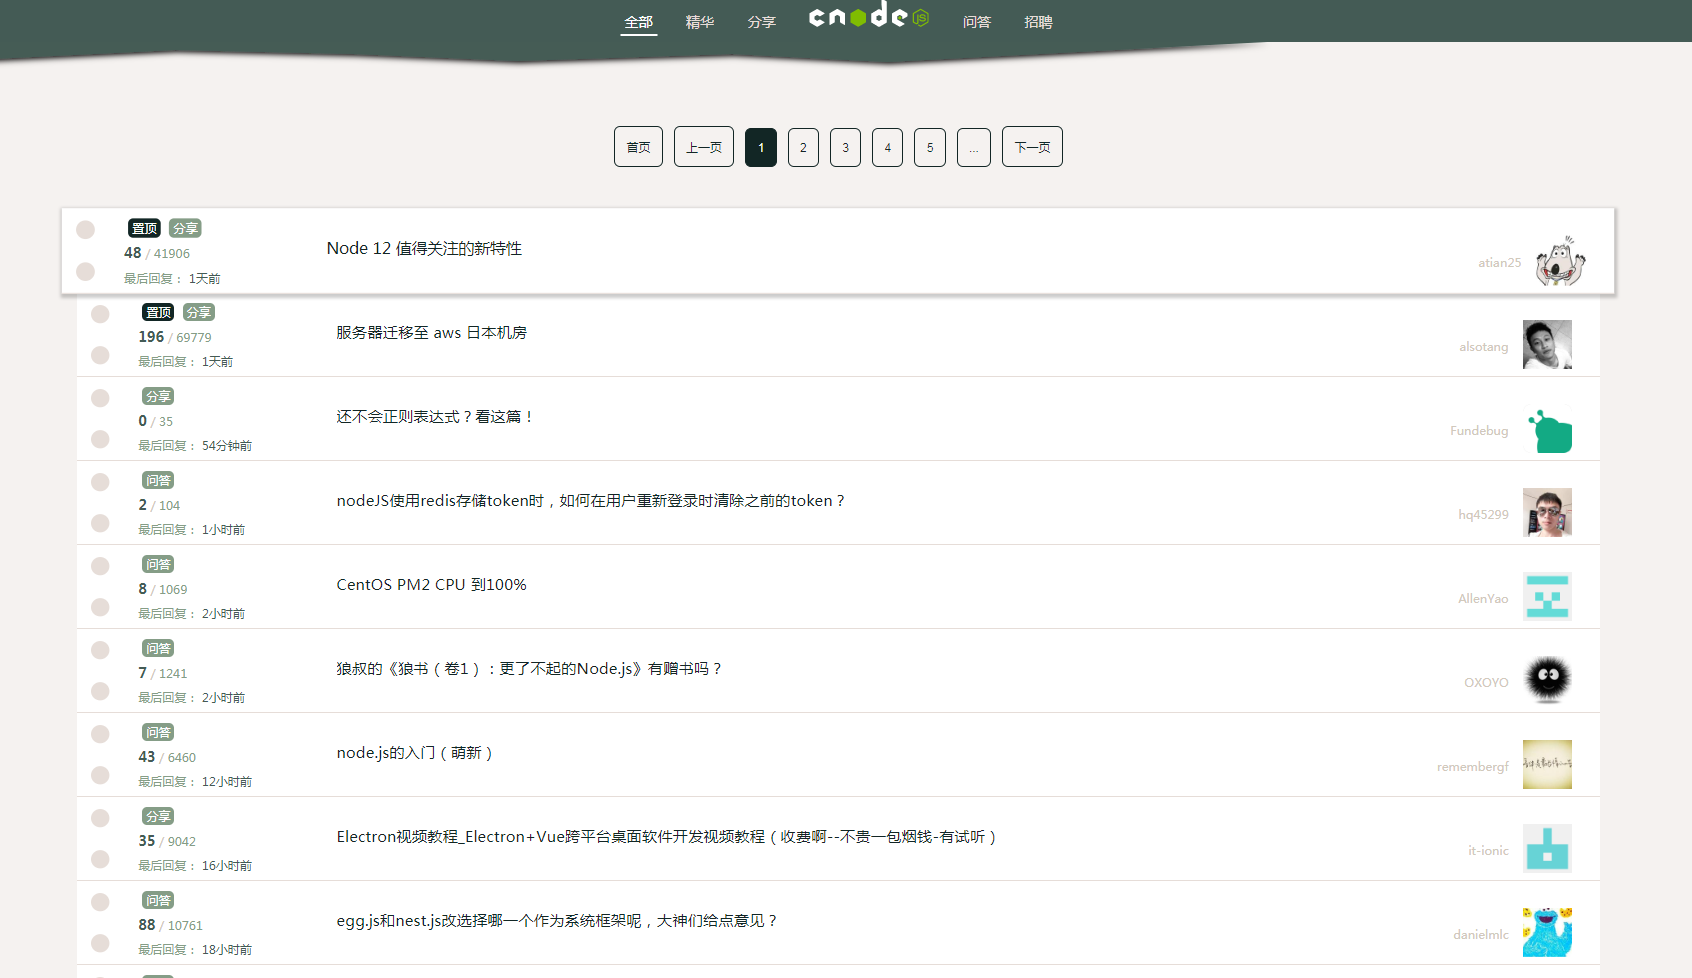 全部 精华 分享 cnode JS 问答 招聘
首页 上一页 1 2 3 4 5 ... 下一页
置顶 分享
48 / 41906
最后回复： 1天前
Node 12 值得关注的新特性
atian25
置顶 分享
196 / 69779
最后回复： 1天前
服务器迁移至 aws 日本机房
alsotang
分享
0 / 35
最后回复： 54分钟前
还不会正则表达式？看这篇！
Fundebug
问答
2 / 104
最后回复： 1小时前
nodeJS使用redis存储token时，如何在用户重新登录时清除之前的token？
hq45299
问答
8 / 1069
最后回复： 2小时前
CentOS PM2 CPU 到100%
AllenYao
问答
7 / 1241
最后回复： 2小时前
狼叔的《狼书（卷1）：更了不起的Node.js》有赠书吗？
OXOYO
问答
43 / 6460
最后回复： 12小时前
node.js的入门（萌新）
remembergf
分享
35 / 9042
最后回复： 16小时前
Electron视频教程_Electron+Vue跨平台桌面软件开发视频教程（收费啊--不贵一包烟钱-有试听）
it-ionic
问答
88 / 10761
最后回复： 18小时前
egg.js和nest.js改选择哪一个作为系统框架呢，大神们给点意见？
danielmlc